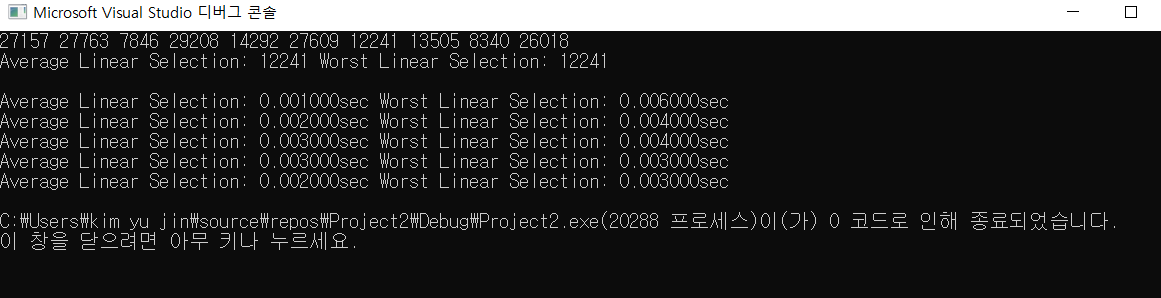 Microsoft Visual Studio 디버그 콘솔
27157 27763 7846 29208 14292 27609 12241 13505 8340 26018
Average Linear Selection: 12241 Worst Linear Selection: 12241
Average Linear Selection: 0.001000sec Worst Linear Selection: 0.006000sec
Average Linear Selection: 0.002000sec Worst Linear Selection: 0.004000sec
Average Linear Selection: 0.003000sec Worst Linear Selection: 0.004000sec
Average Linear Selection: 0.003000sec Worst Linear Selection: 0.003000sec
Average Linear Selection: 0.002000sec Worst Linear Selection: 0.003000sec
C:₩Users₩kim yu jin₩source₩repos₩Project2₩Debug₩Project2.exe(20288 프로세스)이(가) 0 코드로 인해 종료되었습니다.
이 창을 닫으려면 아무 키나 누르세요.